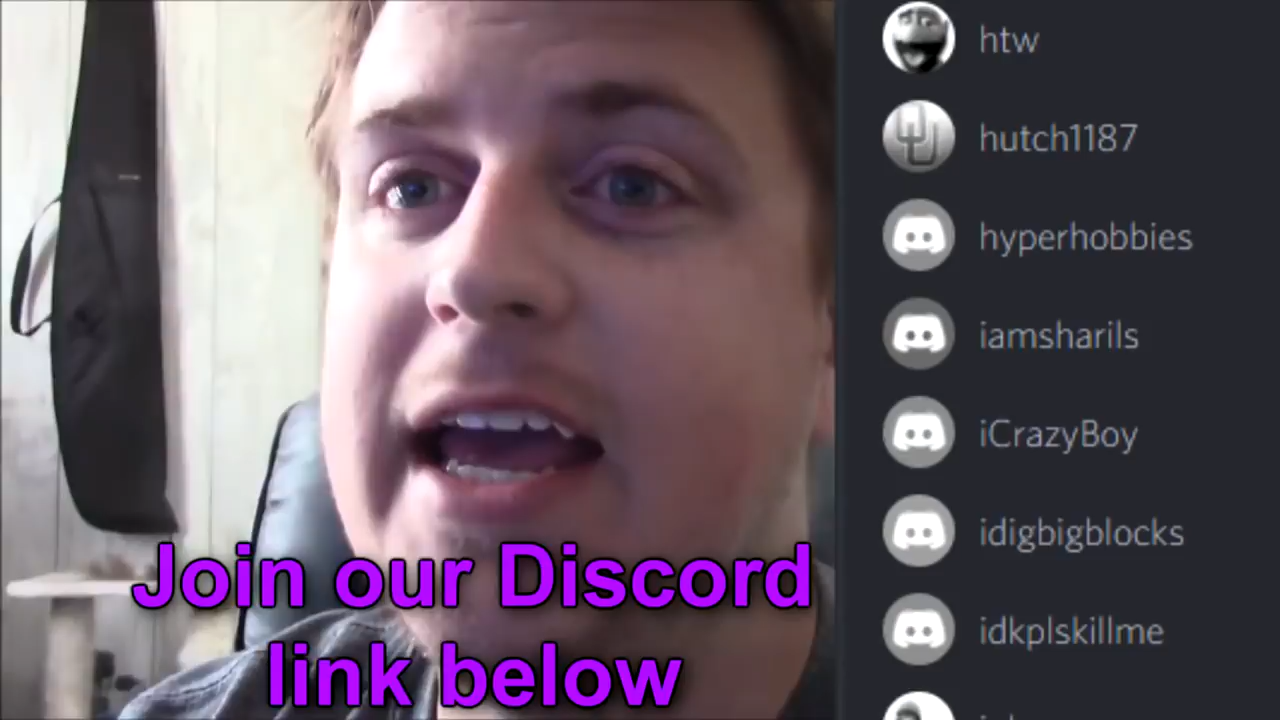 htw
hutch1187
hyperhobbies
iamsharils
iCrazyBoy
idigbigblocks
idkplskillme
Join our Discord
link below